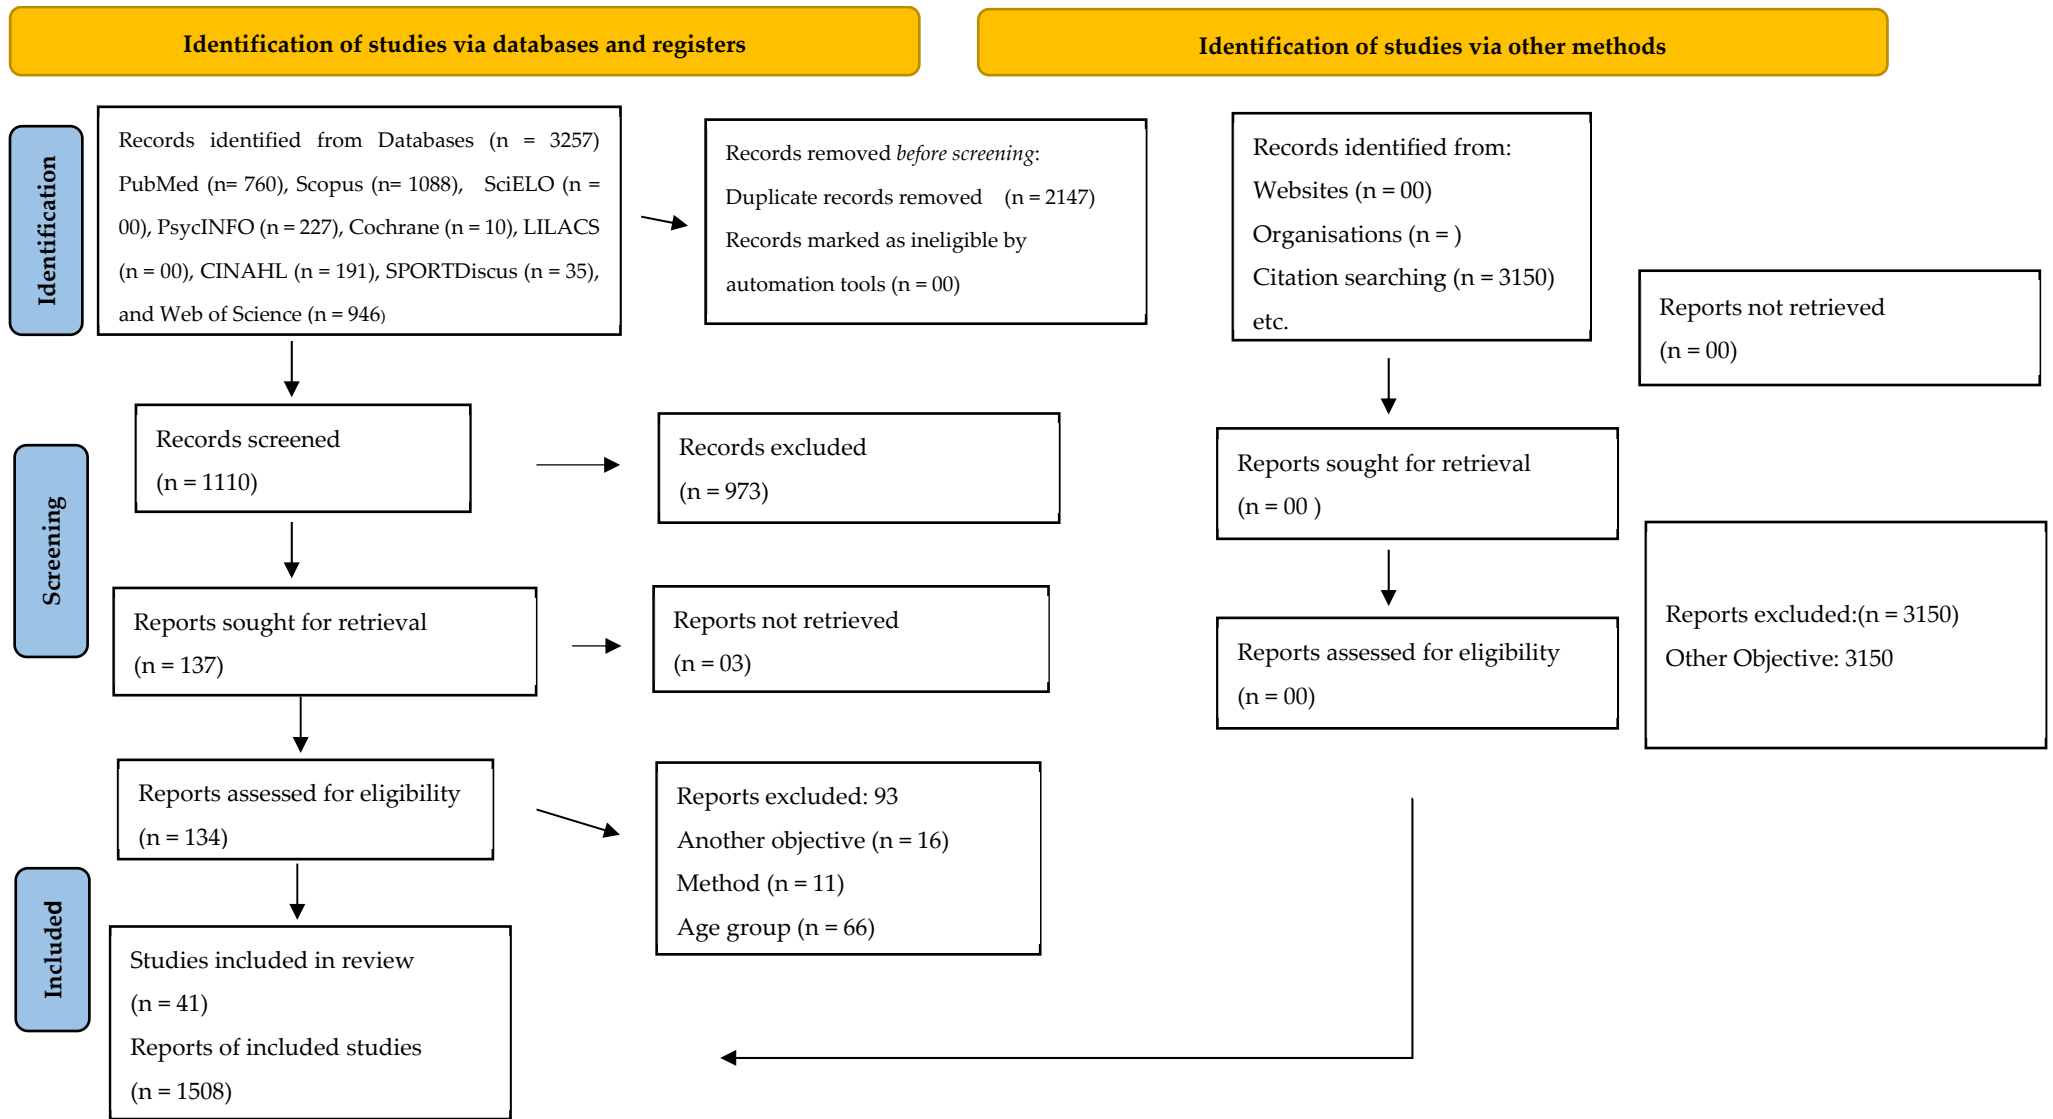 Identification of studies via databases and registers
Identification of studies via other methods
Identification
Records identified from Databases (n = 3257)
PubMed (n= 760), Scopus (n= 1088), SciELO (n =
00), PsycINFO (n = 227), Cochrane (n = 10), LILACS
(n = 00), CINAHL (n = 191), SPORTDiscus (n = 35),
and Web of Science (n = 946)
Records removed before screening:
Duplicate records removed (n = 2147)
Records marked as ineligible by
automation tools (n = 00)
Records identified from:
Websites (n = 00)
Organisations (n = )
Citation searching (n = 3150)
etc.
Reports not retrieved
(n = 00)
Screening
Records screened
(n = 1110)
Records excluded
(n = 973)
Reports sought for retrieval
(n = 00 )
Reports sought for retrieval
(n = 137)
Reports not retrieved
(n = 03)
Reports assessed for eligibility
(n = 00)
Reports excluded:(n = 3150)
Other Objective: 3150
Reports assessed for eligibility
(n = 134)
Reports excluded: 93
Another objective (n = 16)
Method (n = 11)
Age group (n = 66)
Included
Studies included in review
(n = 41)
Reports of included studies
(n = 1508)